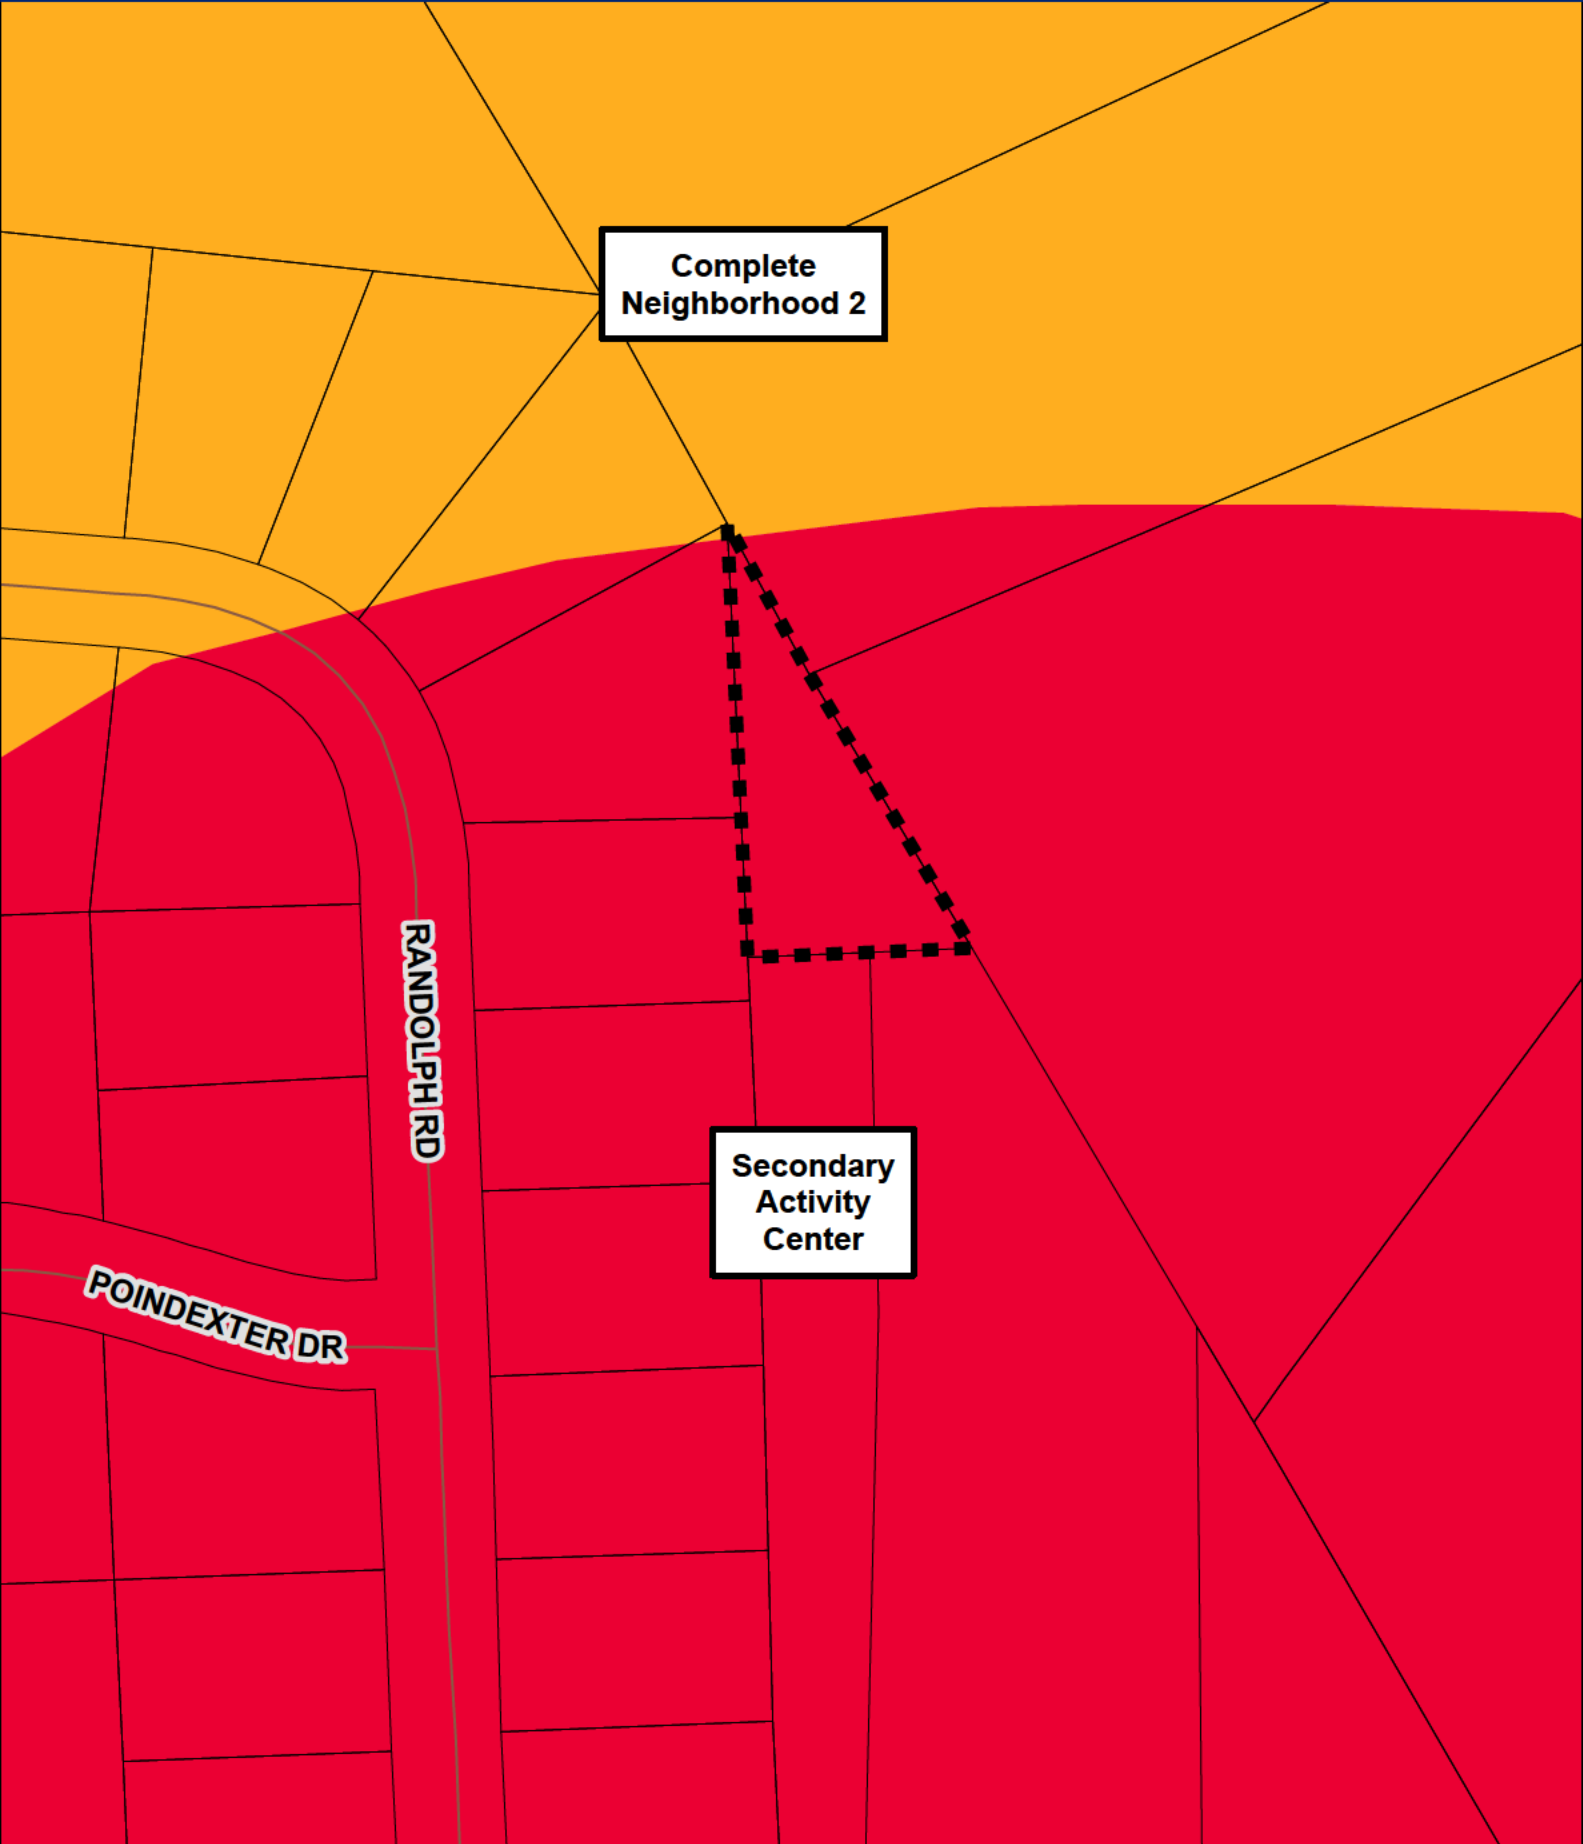 Complete
Neighborhood 2
RANDOLPH RD
Secondary
Activity
Center
POINDEXTER DR